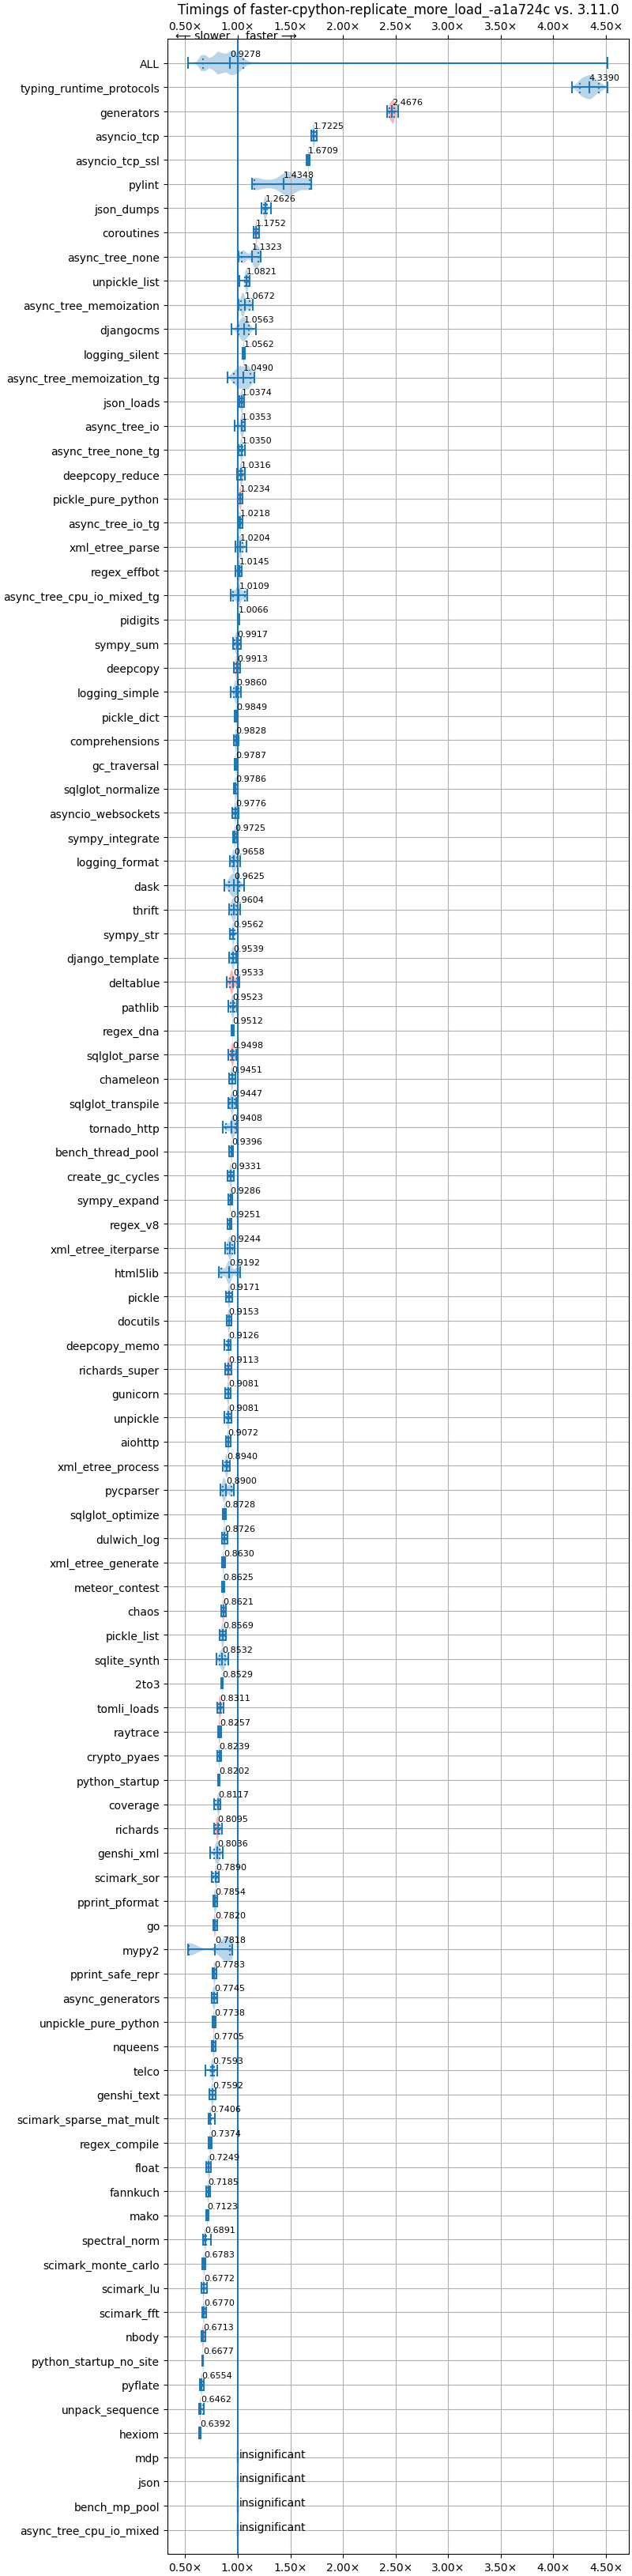 Timings of faster-cpython-replicate_more_load_-a1a724c vs. 3.11.0
0.50× 1.00× 1.50× 2.00× 2.50× 3.00× 3.50× 4.00× 4.50×
⟵ slower faster ⟶
ALL 0.9278
typing_runtime_protocols 4.3390
generators 2.4676
asyncio_tcp 1.7225
asyncio_tcp_ssl 1.6709
pylint 1.4348
json_dumps 1.2626
coroutines 1.1752
async_tree_none 1.1323
unpickle_list 1.0821
async_tree_memoization 1.0672
djangocms 1.0563
logging_silent 1.0562
async_tree_memoization_tg 1.0490
json_loads 1.0374
async_tree_io 1.0353
async_tree_none_tg 1.0350
deepcopy_reduce 1.0316
pickle_pure_python 1.0234
async_tree_io_tg 1.0218
xml_etree_parse 1.0204
regex_effbot 1.0145
async_tree_cpu_io_mixed_tg 1.0109
pidigits 1.0066
sympy_sum 0.9917
deepcopy 0.9913
logging_simple 0.9860
pickle_dict 0.9849
comprehensions 0.9828
gc_traversal 0.9787
sqlglot_normalize 0.9786
asyncio_websockets 0.9776
sympy_integrate 0.9725
logging_format 0.9658
dask 0.9625
thrift 0.9604
sympy_str 0.9562
django_template 0.9539
deltablue 0.9533
pathlib 0.9523
regex_dna 0.9512
sqlglot_parse 0.9498
chameleon 0.9451
sqlglot_transpile 0.9447
tornado_http 0.9408
bench_thread_pool 0.9396
create_gc_cycles 0.9331
sympy_expand 0.9286
regex_v8 0.9251
xml_etree_iterparse 0.9244
html5lib 0.9192
pickle 0.9171
docutils 0.9153
deepcopy_memo 0.9126
richards_super 0.9113
gunicorn 0.9081
unpickle 0.9081
aiohttp 0.9072
xml_etree_process 0.8940
pycparser 0.8900
sqlglot_optimize 0.8728
dulwich_log 0.8726
xml_etree_generate 0.8630
meteor_contest 0.8625
chaos 0.8621
pickle_list 0.8569
sqlite_synth 0.8532
2to3 0.8529
tomli_loads 0.8311
raytrace 0.8257
crypto_pyaes 0.8239
python_startup 0.8202
coverage 0.8117
richards 0.8095
genshi_xml 0.8036
scimark_sor 0.7890
pprint_pformat 0.7854
go 0.7820
mypy2 0.7818
pprint_safe_repr 0.7783
async_generators 0.7745
unpickle_pure_python 0.7738
nqueens 0.7705
telco 0.7593
genshi_text 0.7592
scimark_sparse_mat_mult 0.7406
regex_compile 0.7374
float 0.7249
fannkuch 0.7185
mako 0.7123
spectral_norm 0.6891
scimark_monte_carlo 0.6783
scimark_lu 0.6772
scimark_fft 0.6770
nbody 0.6713
python_startup_no_site 0.6677
pyflate 0.6554
unpack_sequence 0.6462
hexiom 0.6392
mdp insignificant
json insignificant
bench_mp_pool insignificant
async_tree_cpu_io_mixed insignificant
0.50× 1.00× 1.50× 2.00× 2.50× 3.00× 3.50× 4.00× 4.50×